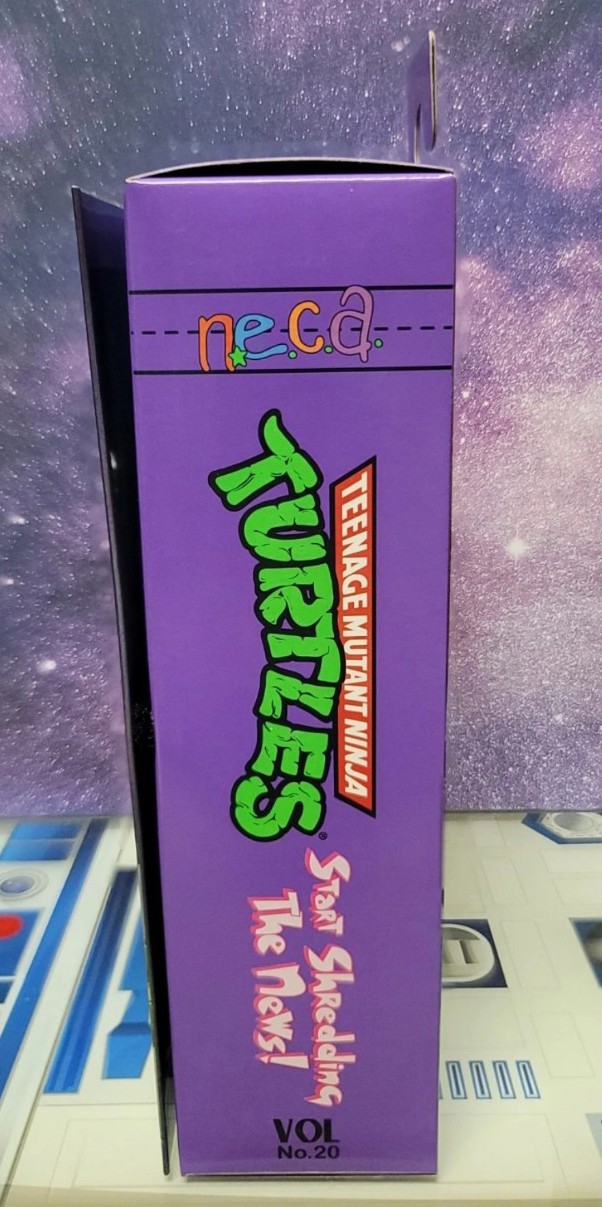 n.e.c.a.
TEENAGE MUTANT NINJA
TURTLES®
Start Shredding
The News!
VOL
No.20